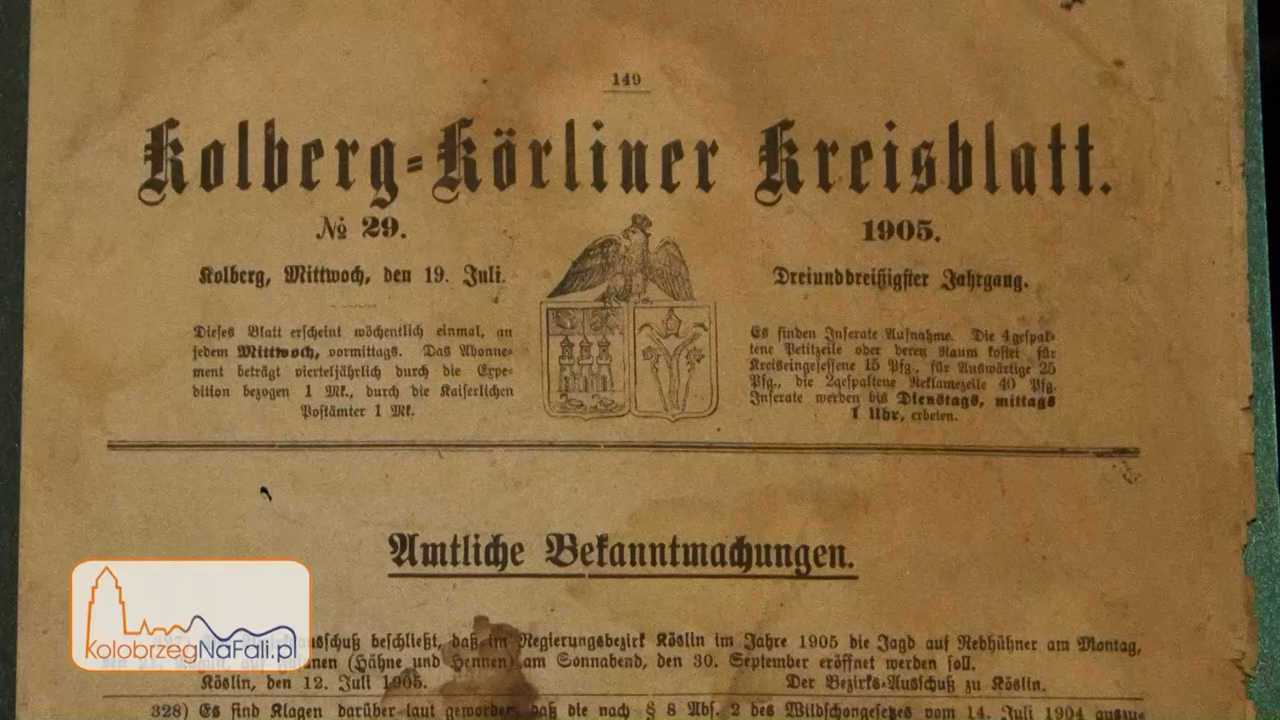 149
Kolberg-Körliner Kreisblatt.
№ 29.
1905.
Kolberg, Mittwoch, den 19. Juli.
Dreiunddreißigster Jahrgang.
Dieses Blatt erscheint wöchentlich einmal, an
jedem Mittwoch, vormittags. Das Abonne-
ment beträgt vierteljährlich durch die Expe-
dition bezogen 1 Mk., durch die Kaiserlichen
Postämter 1 Mk.
Es finden Inserate Aufnahme. Die 4gespal-
tene Petitzeile oder deren Raum kostet für
Kreiseingesessene 15 Pfg., für Auswärtige 25
Pfg., die 2gespaltene Reklamezeile 40 Pfg.
Inserate werden bis Dienstags, mittags
1 Uhr, erbeten.
Amtliche Bekanntmachungen.
beschließt, daß im Regierungsbezirk Köslin im Jahre 1905 die Jagd auf Rebhühner am Montag,
(Hähne und Hennen) am Sonnabend, den 30. September eröffnet werden soll.
Köslin, den 12. Juli 1905.
Der Bezirks-Ausschuß zu Köslin.
328) Es sind Klagen darüber laut geworden, daß die nach § 8 Abs. 2 des Wildschongesetzes vom 14. Juli 1904 auszu-
KolobrzegNaFali.pl